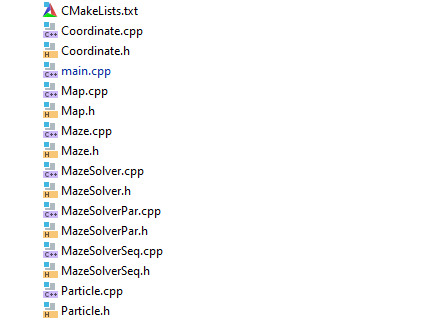 CMakeLists.txt
Coordinate.cpp
Coordinate.h
main.cpp
Map.cpp
Map.h
Maze.cpp
Maze.h
MazeSolver.cpp
MazeSolver.h
MazeSolverPar.cpp
MazeSolverPar.h
MazeSolverSeq.cpp
MazeSolverSeq.h
Particle.cpp
Particle.h